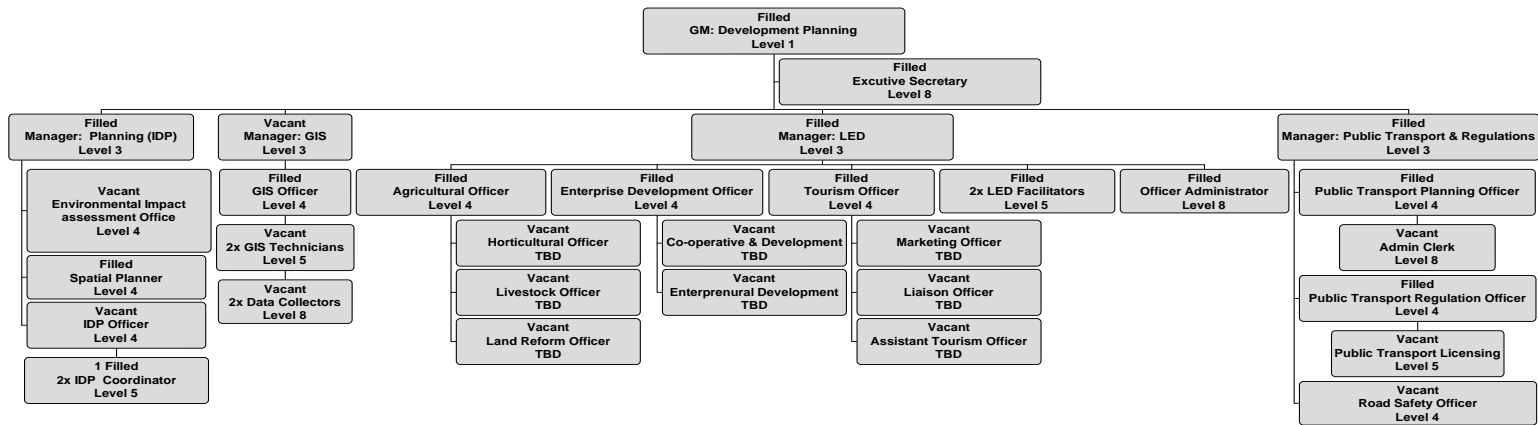 Filled
GM: Development Planning
Level 1
Filled
Excutive Secretary
Level 8
Filled
Manager: Planning (IDP)
Level 3
Vacant
Environmental Impact
assessment Office
Level 4
Filled
Spatial Planner
Level 4
Vacant
IDP Officer
Level 4
1 Filled
2x IDP Coordinator
Level 5
Vacant
Manager: GIS
Level 3
Filled
GIS Officer
Level 4
Vacant
2x GIS Technicians
Level 5
Vacant
2x Data Collectors
Level 8
Filled
Manager: LED
Level 3
Filled
Agricultural Officer
Level 4
Vacant
Horticultural Officer
TBD
Vacant
Livestock Officer
TBD
Vacant
Land Reform Officer
TBD
Filled
Enterprise Development Officer
Level 4
Vacant
Co-operative & Development
TBD
Vacant
Enterprenural Development
TBD
Filled
Tourism Officer
Level 4
Vacant
Marketing Officer
TBD
Vacant
Liaison Officer
TBD
Vacant
Assistant Tourism Officer
TBD
Filled
2x LED Facilitators
Level 5
Filled
Officer Administrator
Level 8
Filled
Manager: Public Transport & Regulations
Level 3
Filled
Public Transport Planning Officer
Level 4
Vacant
Admin Clerk
Level 8
Filled
Public Transport Regulation Officer
Level 4
Vacant
Public Transport Licensing
Level 5
Vacant
Road Safety Officer
Level 4